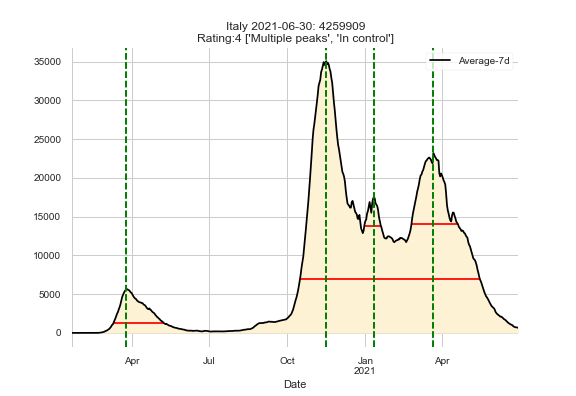 Italy 2021-06-30: 4259909
Rating:4 ['Multiple peaks', 'In control']
Average-7d
35000
30000
25000
20000
15000
10000
5000
0
Apr
Jul
Oct
Jan
2021
Apr
Date